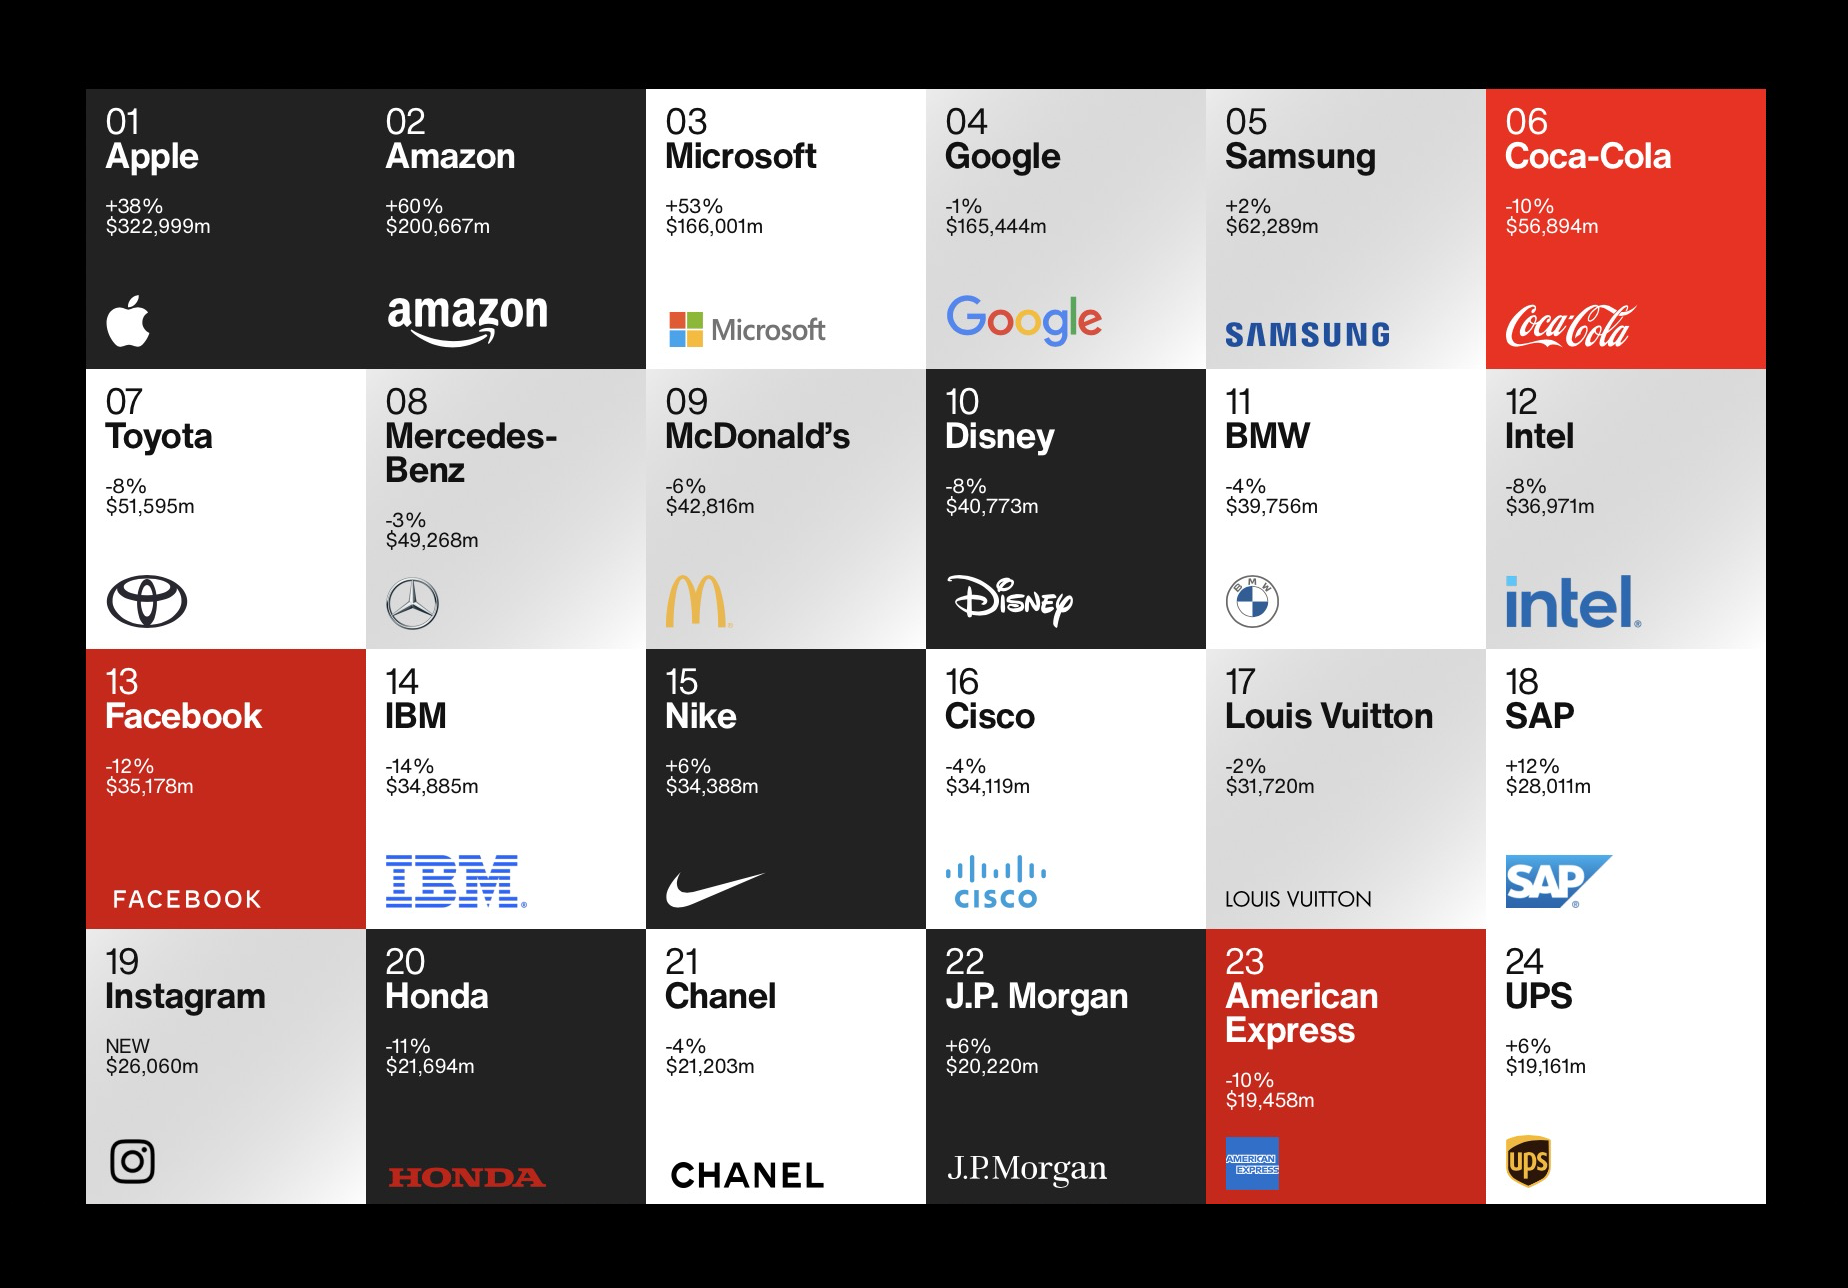 01
Apple
+38%
$322,999m
02
Amazon
+60%
$200,667m
amazon
03
Microsoft
+53%
$166,001m
Microsoft
04
Google
-1%
$165,444m
Google
05
Samsung
+2%
$62,289m
SAMSUNG
06
Coca-Cola
-10%
$56,894m
Coca-Cola
07
Toyota
-8%
$51,595m
08
Mercedes-
Benz
-3%
$49,268m
09
McDonald’s
-6%
$42,816m
10
Disney
-8%
$40,773m
Disney
11
BMW
-4%
$39,756m
BMW
12
Intel
-8%
$36,971m
intel®
13
Facebook
-12%
$35,178m
FACEBOOK
14
IBM
-14%
$34,885m
IBM®
15
Nike
+6%
$34,388m
16
Cisco
-4%
$34,119m
CISCO
17
Louis Vuitton
-2%
$31,720m
LOUIS VUITTON
18
SAP
+12%
$28,011m
SAP®
19
Instagram
NEW
$26,060m
20
Honda
-11%
$21,694m
HONDA
21
Chanel
-4%
$21,203m
CHANEL
22
J.P. Morgan
+6%
$20,220m
J.P.Morgan
23
American
Express
-10%
$19,458m
AMERICAN
EXPRESS
24
UPS
+6%
$19,161m
ups